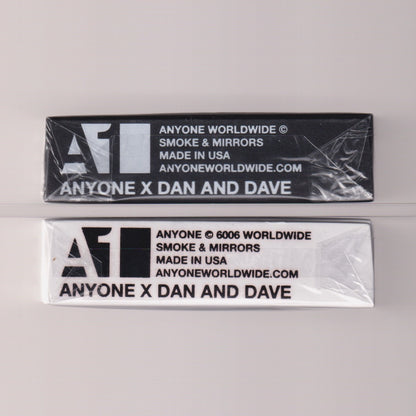 A1
ANYONE WORLDWIDE ©
SMOKE & MIRRORS
MADE IN USA
ANYONEWORLDWIDE.COM
ANYONE X DAN AND DAVE
A1
ANYONE © 6006 WORLDWIDE
SMOKE & MIRRORS
MADE IN USA
ANYONEWORLDWIDE.COM
ANYONE X DAN AND DAVE